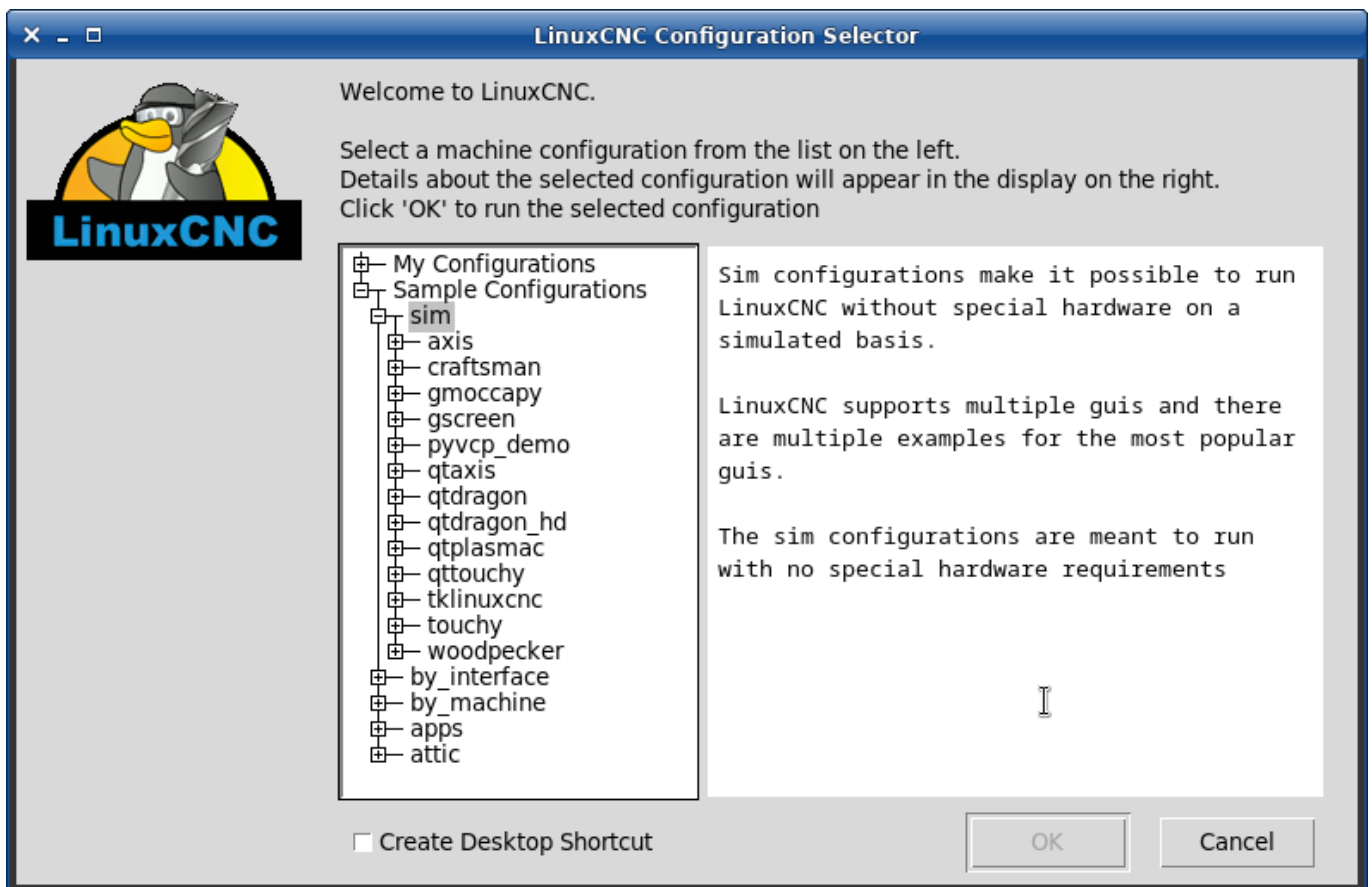 LinuxCNC Configuration Selector
LinuxCNC
Welcome to LinuxCNC.
Select a machine configuration from the list on the left.
Details about the selected configuration will appear in the display on the right.
Click 'OK' to run the selected configuration
My Configurations
Sample Configurations
sim
axis
craftsman
gmoccapy
gscreen
pyvcp_demo
qtaxis
qtdragon
qtdragon_hd
qtplasmac
qttouchy
tklinuxcnc
touchy
woodpecker
by_interface
by_machine
apps
attic
Sim configurations make it possible to run
LinuxCNC without special hardware on a
simulated basis.
LinuxCNC supports multiple guis and there
are multiple examples for the most popular
guis.
The sim configurations are meant to run
with no special hardware requirements
Create Desktop Shortcut
OK
Cancel